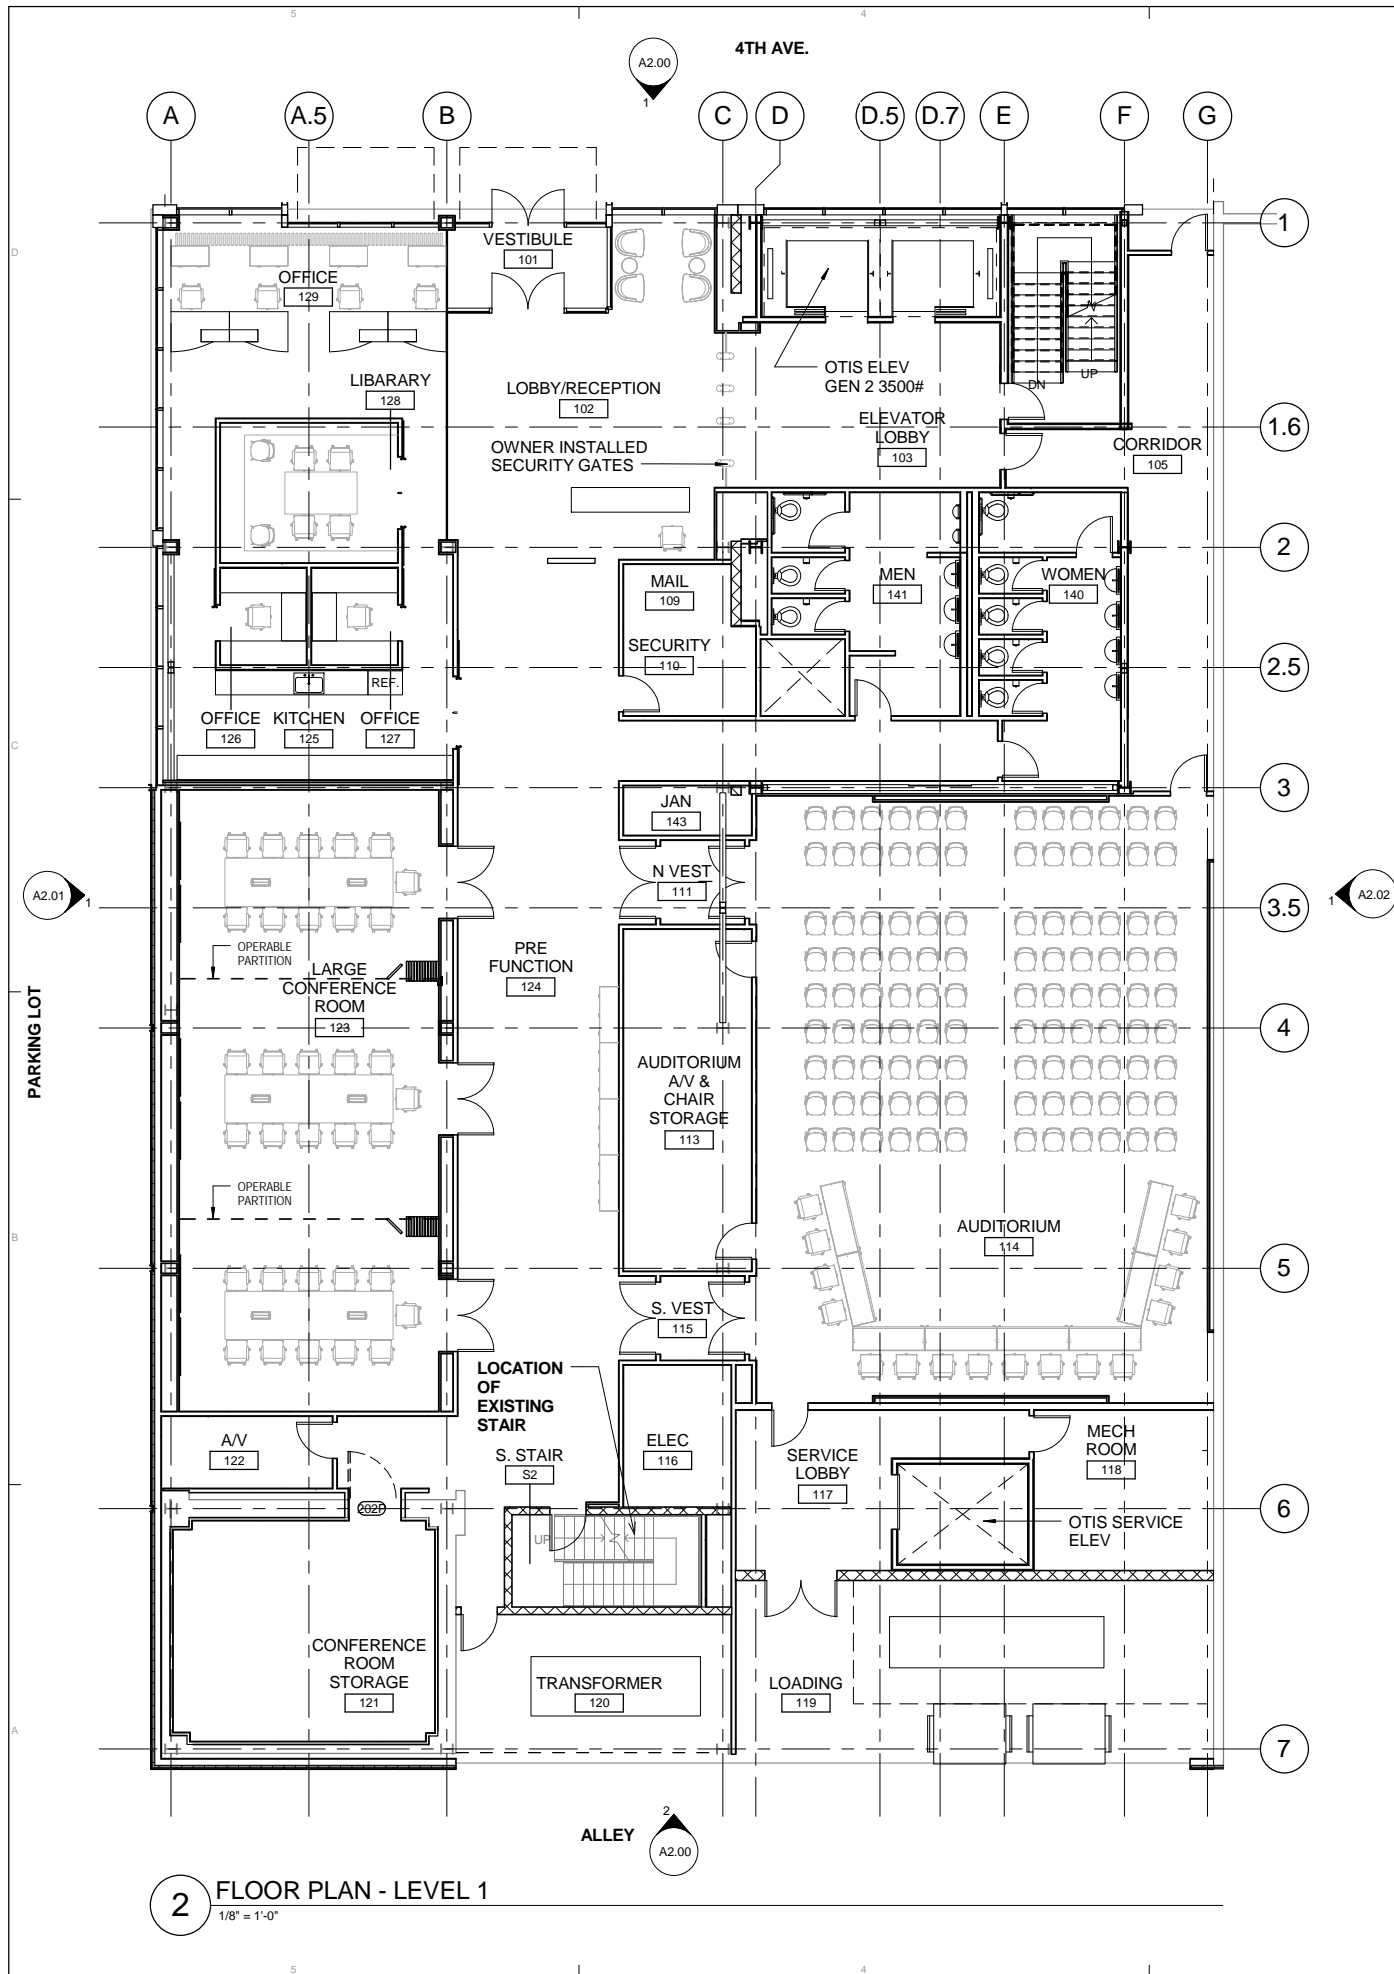 5
4
4TH AVE.
A2.00
1
A
A.5
B
C
D
D.5
D.7
E
F
G
1
D
VESTIBULE
101
OFFICE
129
LIBARARY
128
LOBBY/RECEPTION
102
OTIS ELEV
GEN 2 3500#
DN
UP
ELEVATOR
LOBBY
103
1.6
CORRIDOR
105
OWNER INSTALLED
SECURITY GATES
2
MAIL
109
MEN
141
WOMEN
140
SECURITY
110
2.5
REF.
OFFICE
126
KITCHEN
125
OFFICE
127
C
3
JAN
143
N VEST
111
A2.01
1
1
A2.02
3.5
OPERABLE
PARTITION
LARGE
CONFERENCE
ROOM
123
PRE
FUNCTION
124
PARKING LOT
4
AUDITORIUM
A/V &
CHAIR
STORAGE
113
OPERABLE
PARTITION
AUDITORIUM
114
B
5
S. VEST
115
LOCATION
OF
EXISTING
STAIR
A/V
122
S. STAIR
S2
ELEC
116
SERVICE
LOBBY
117
MECH
ROOM
118
202P
6
UP
OTIS SERVICE
ELEV
CONFERENCE
ROOM
STORAGE
121
TRANSFORMER
120
LOADING
119
A
7
ALLEY
2
A2.00
2
FLOOR PLAN - LEVEL 1
1/8" = 1'-0"
5
4